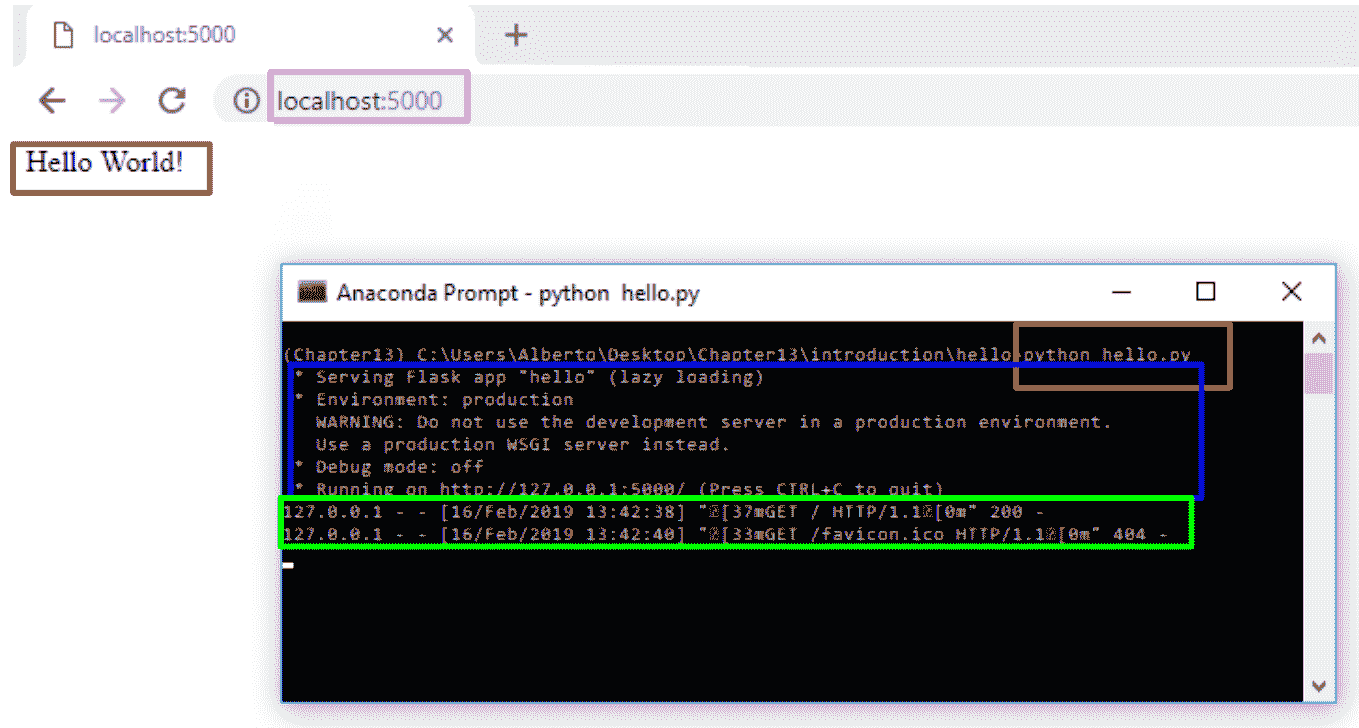 localhost:5000
localhost:5000
Hello World!
Anaconda Prompt - python hello.py
(Chapter13) C:\Users\Alberto\Desktop\Chapter13\introduction\hello>python hello.py
* Serving Flask app "hello" (lazy loading)
* Environment: production
WARNING: Do not use the development server in a production environment.
Use a production WSGI server instead.
* Debug mode: off
* Running on http://127.0.0.1:5000/ (Press CTRL+C to quit)
127.0.0.1 - - [16/Feb/2019 13:42:38] "[37mGET / HTTP/1.1[0m" 200 -
127.0.0.1 - - [16/Feb/2019 13:42:40] "[33mGET /favicon.ico HTTP/1.1[0m" 404 -